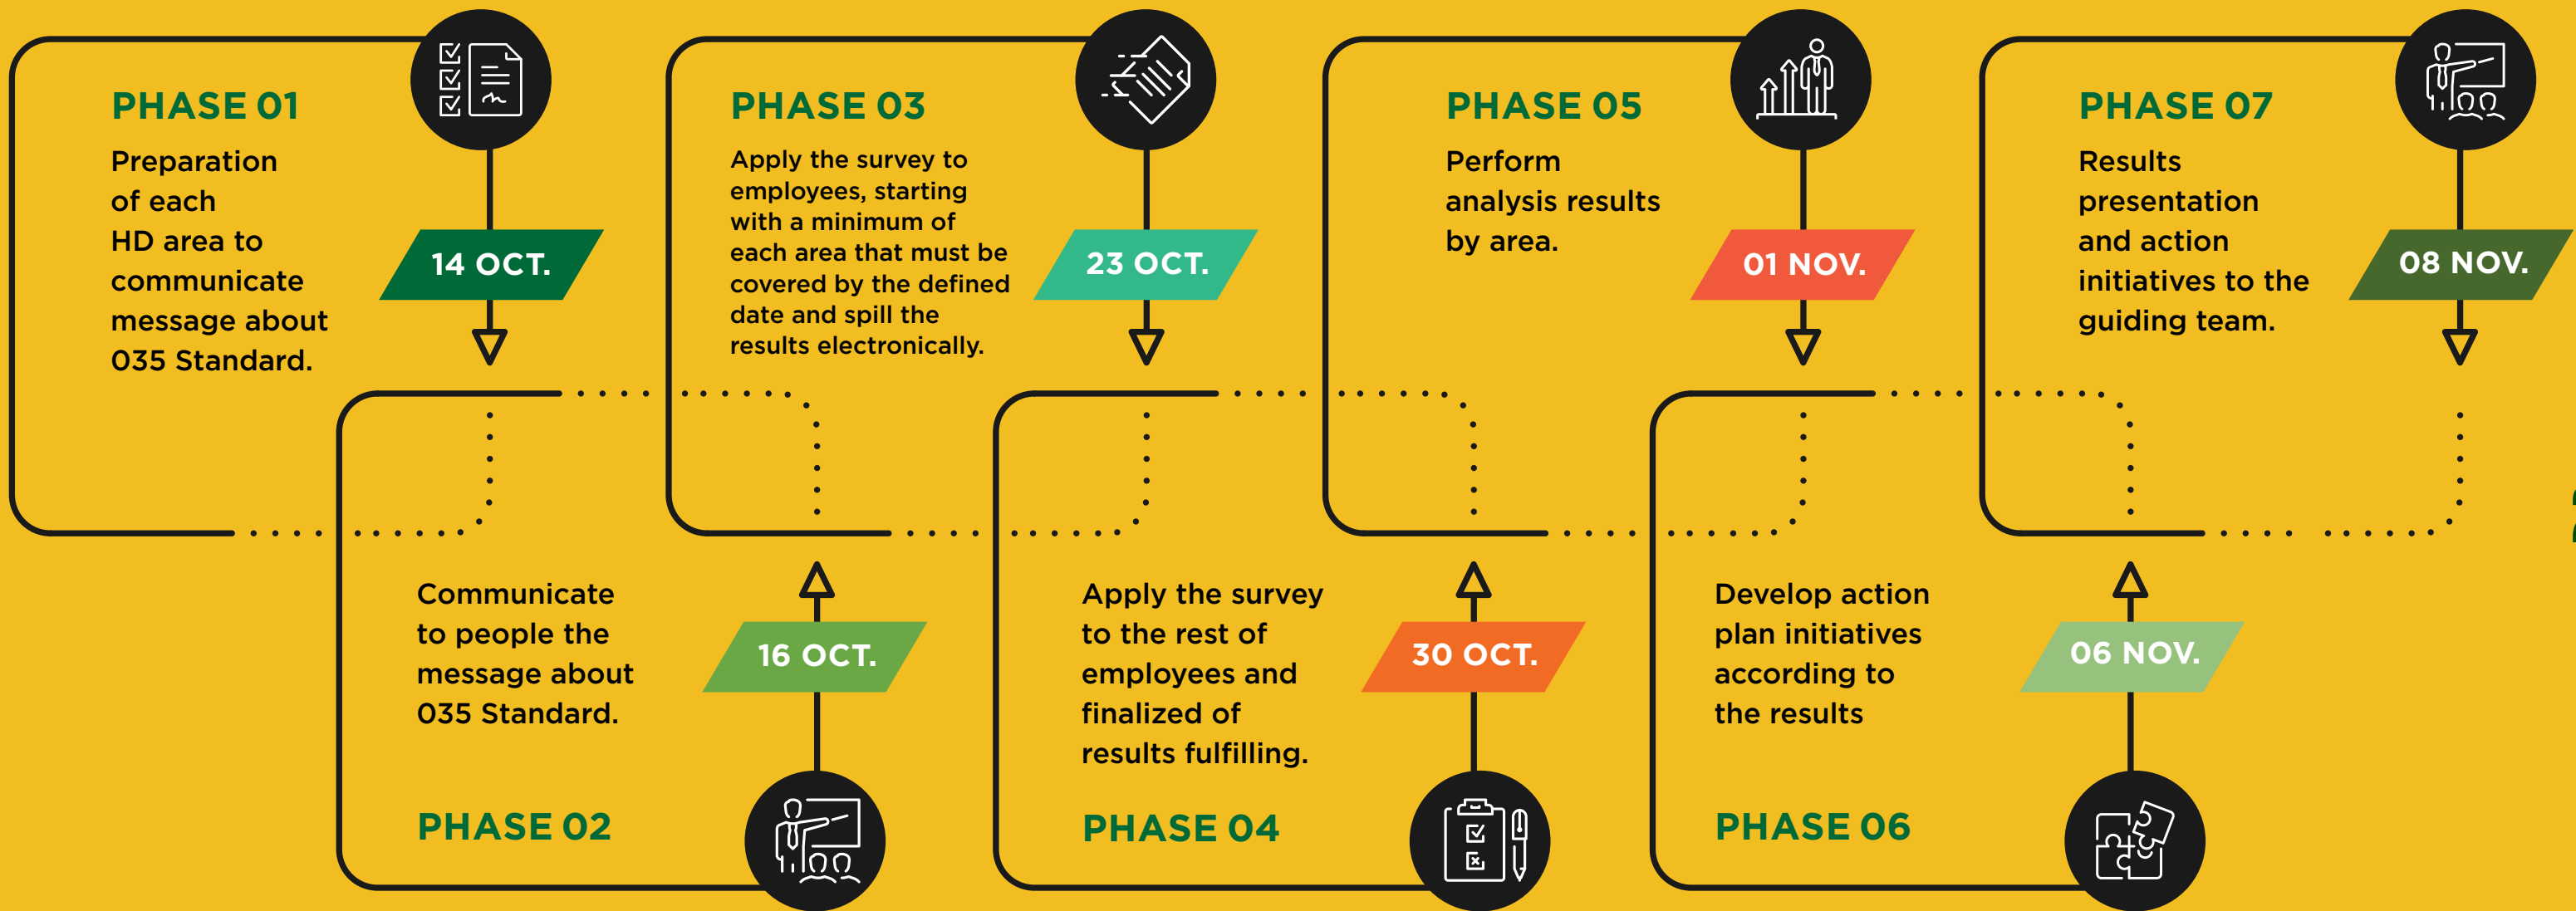 PHASE 01
Preparation
of each
HD area to
communicate
message about
035 Standard.
14 OCT.
Communicate
to people the
message about
035 Standard.
PHASE 02
16 OCT.
PHASE 03
Apply the survey to
employees, starting
with a minimum of
each area that must be
covered by the defined
date and spill the
results electronically.
23 OCT.
Apply the survey
to the rest of
employees and
finalized of
results fulfilling.
PHASE 04
30 OCT.
PHASE 05
Perform
analysis results
by area.
01 NOV.
Develop action
plan initiatives
according to
the results
PHASE 06
06 NOV.
PHASE 07
Results
presentation
and action
initiatives to the
guiding team.
08 NOV.